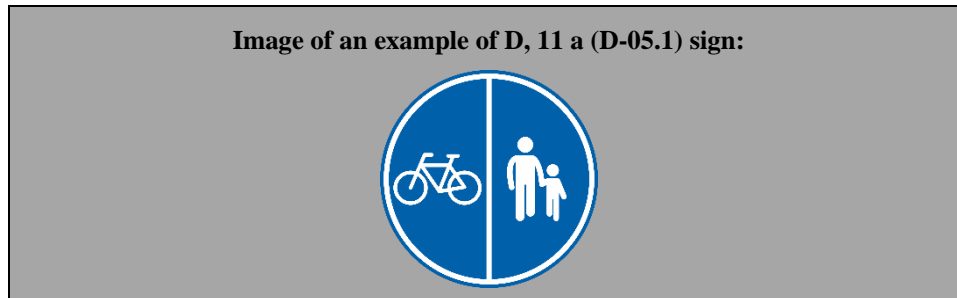 Image of an example of D, 11 a (D-05.1) sign: